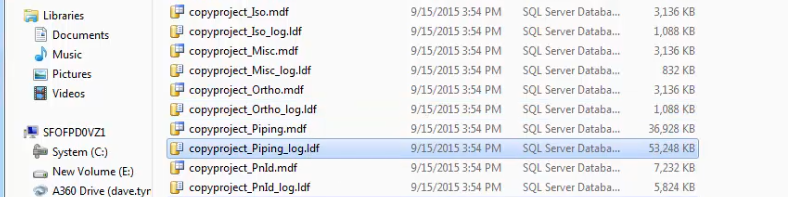 Libraries
Documents
Music
Pictures
Videos
SFOFPD0VZ1
System (C:)
New Volume (E:)
A360 Drive (dave.tyn
copyproject_Iso.mdf 9/15/2015 3:54 PM SQL Server Databa... 3,136 KB
copyproject_Iso_log.ldf 9/15/2015 3:54 PM SQL Server Databa... 1,088 KB
copyproject_Misc.mdf 9/15/2015 3:54 PM SQL Server Databa... 3,136 KB
copyproject_Misc_log.ldf 9/15/2015 3:54 PM SQL Server Databa... 832 KB
copyproject_Ortho.mdf 9/15/2015 3:54 PM SQL Server Databa... 3,136 KB
copyproject_Ortho_log.ldf 9/15/2015 3:54 PM SQL Server Databa... 1,088 KB
copyproject_Piping.mdf 9/15/2015 3:54 PM SQL Server Databa... 36,928 KB
copyproject_Piping_log.ldf 9/15/2015 3:54 PM SQL Server Databa... 53,248 KB
copyproject_PnId.mdf 9/15/2015 3:54 PM SQL Server Databa... 7,232 KB
copyproject_PnId_log.ldf 9/15/2015 3:54 PM SQL Server Databa... 5,824 KB